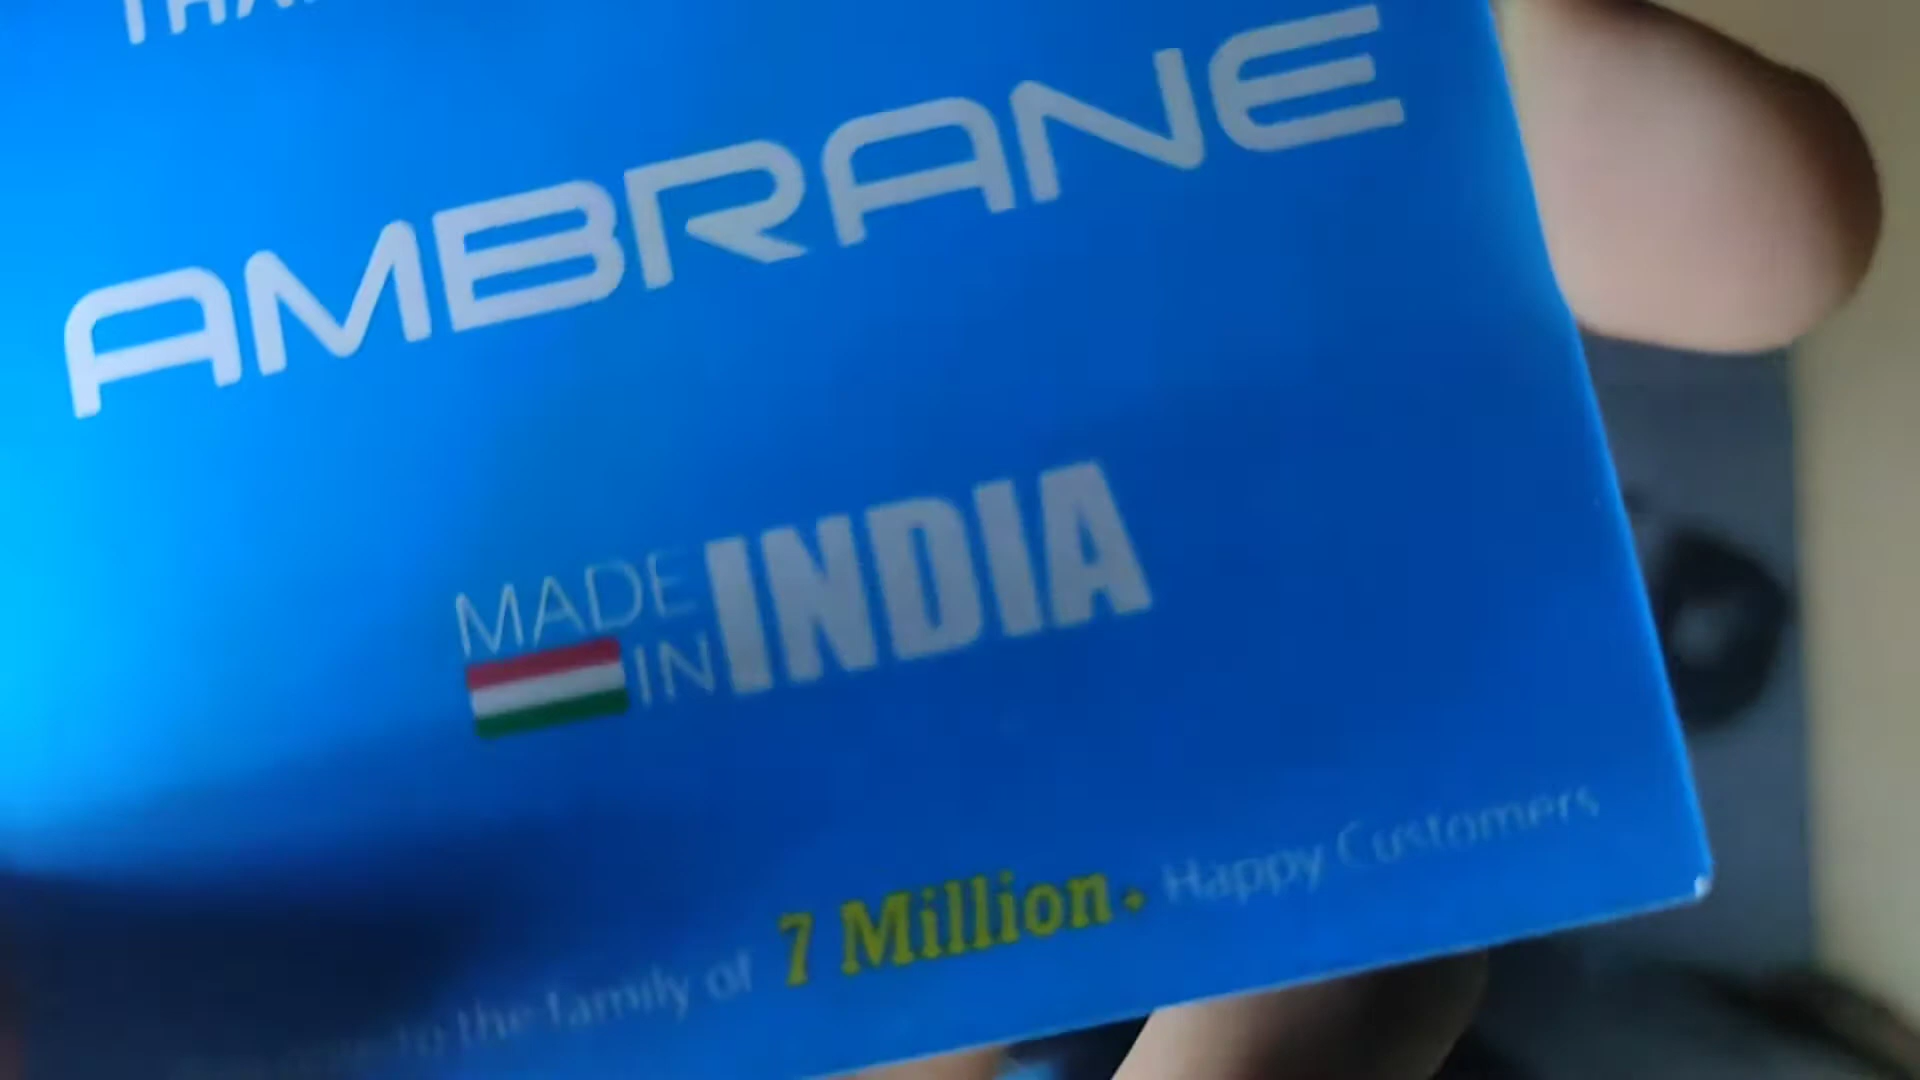 AMBRANE
MADE
IN INDIA
to the family of 7 Million+ Happy Customers